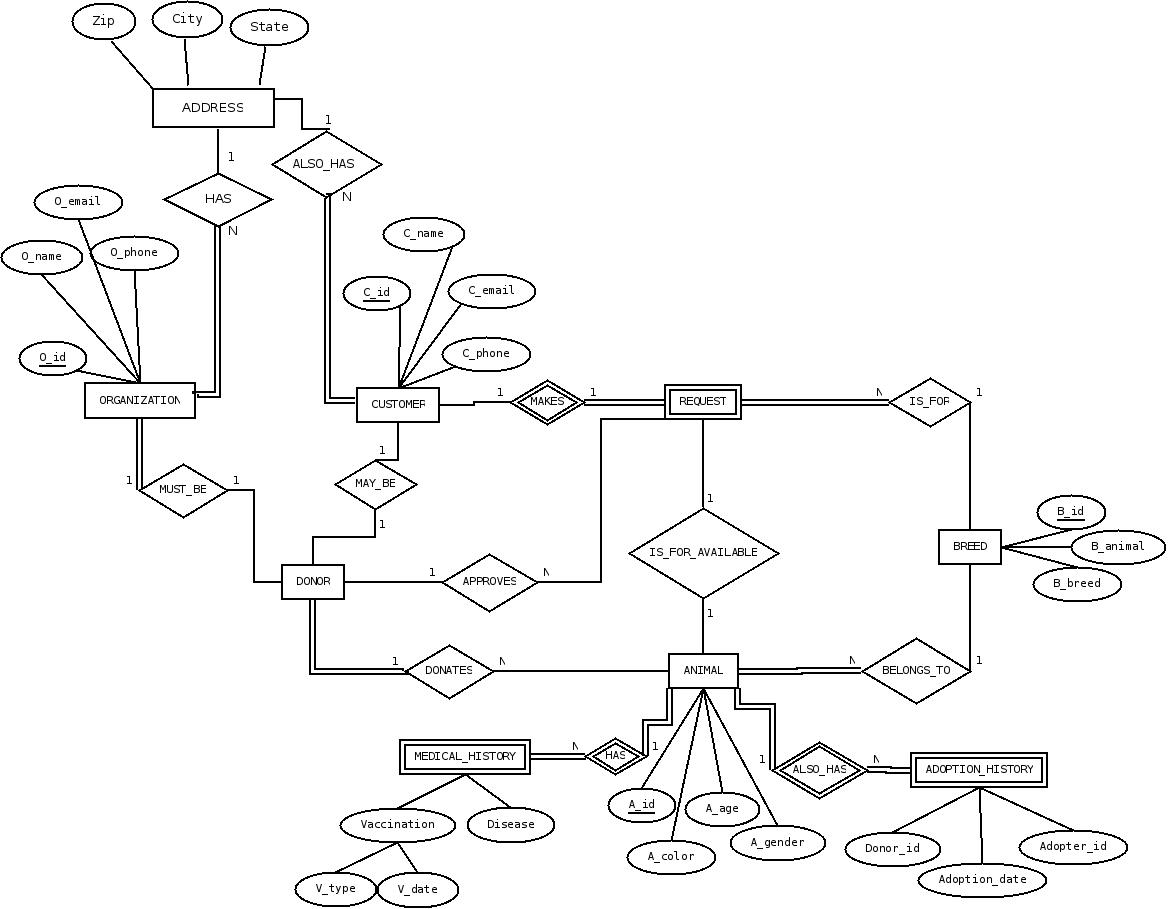 Zip
City
State
ADDRESS
1
1
ALSO_HAS
HAS
N
N
O_email
O_name
O_phone
C_name
C_id
C_email
C_phone
O_id
ORGANIZATION
CUSTOMER
1
MAKES
1
REQUEST
N
IS_FOR
1
1
MUST_BE
1
1
MAY_BE
1
1
IS_FOR_AVAILABLE
1
BREED
B_id
B_animal
B_breed
DONOR
1
APPROVES
N
1
DONATES
N
ANIMAL
N
BELONGS_TO
1
MEDICAL_HISTORY
N
HAS
1
1
ALSO_HAS
N
ADOPTION_HISTORY
Vaccination
Disease
A_id
A_age
A_color
A_gender
Donor_id
Adopter_id
Adoption_date
V_type
V_date